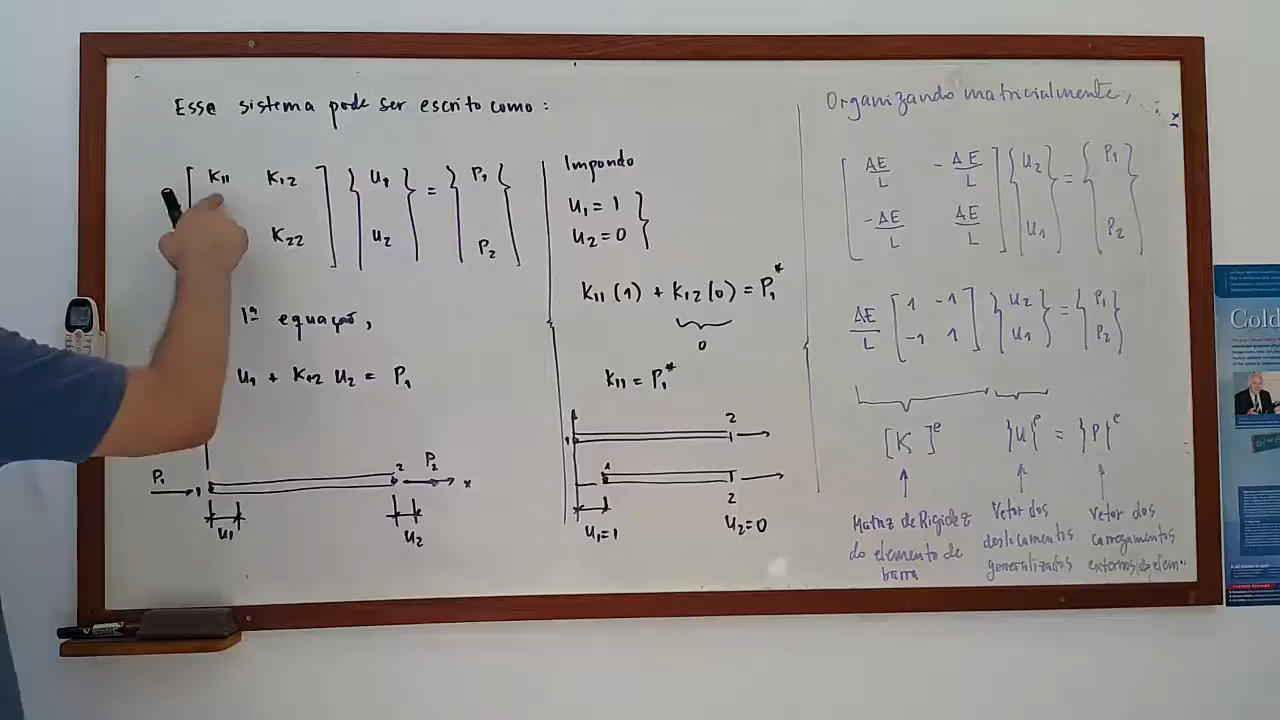 Esse sistema pode ser escrito como:
K11 K12 U1 = P1
K22 U2 P2
1ª equação,
U1 + K12 U2 = P1
P1 1 2 P2 x
U1 U2
Impondo
U1 = 1
U2 = 0
K11 (1) + K12 (0) = P1*
0
K11 = P1*
1 2
1 2
U1=1 U2=0
Organizando matricialmente,
[AE/L -AE/L] {U2} = {P1}
[-AE/L AE/L] {U1} {P2}
AE/L [1 -1] {U2} = {P1}
[-1 1] {U1} {P2}
[K]e {U}e = {P}e
Matriz de Rigidez
do elemento de
barra
Vetor dos
deslocamentos
generalizados
Vetor dos
carregamentos
externos do elem
Cold